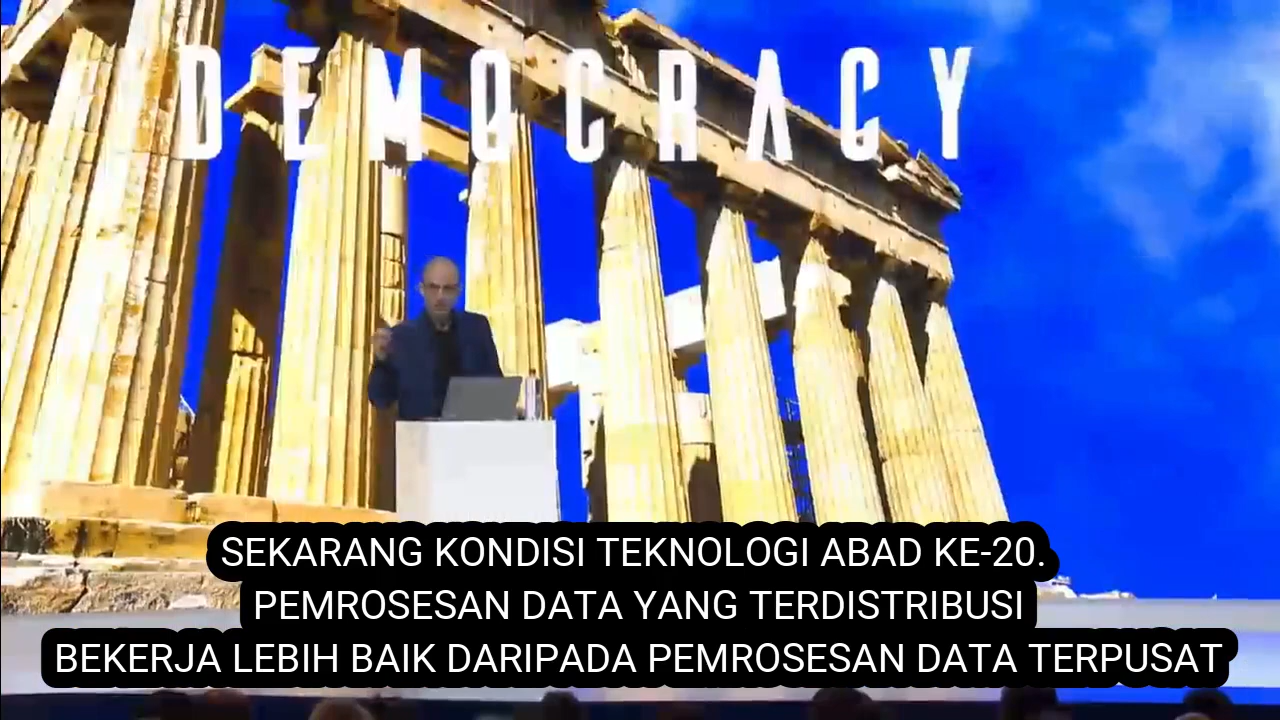 DEMOCRACY
SEKARANG KONDISI TEKNOLOGI ABAD KE-20.
PEMROSESAN DATA YANG TERDISTRIBUSI
BEKERJA LEBIH BAIK DARIPADA PEMROSESAN DATA TERPUSAT